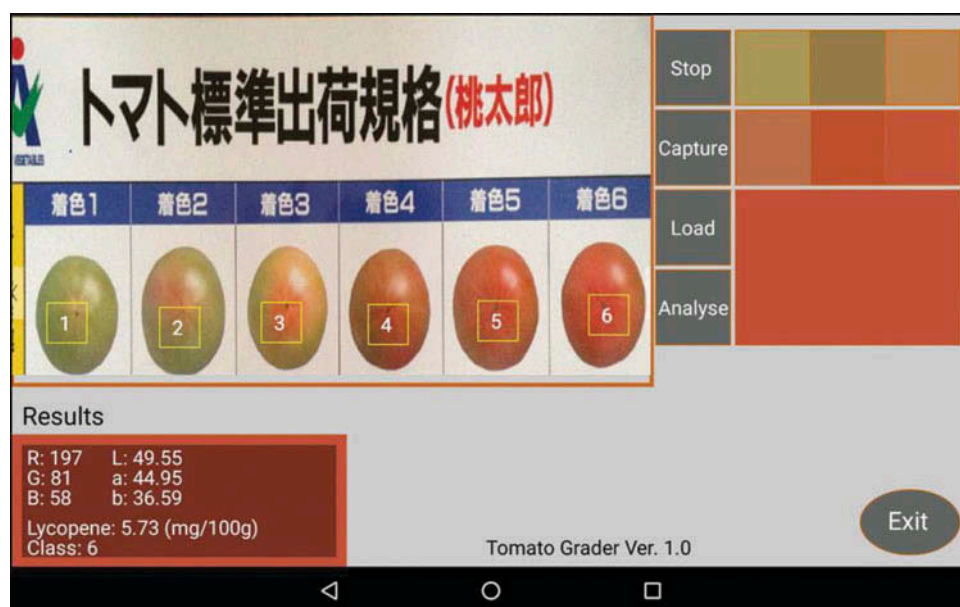 VEGETABLES
トマト標準出荷規格(桃太郎)
着色1 着色2 着色3 着色4 着色5 着色6
1 2 3 4 5 6
Stop
Capture
Load
Analyse
Results
R: 197 L: 49.55
G: 81 a: 44.95
B: 58 b: 36.59
Lycopene: 5.73 (mg/100g)
Class: 6
Tomato Grader Ver. 1.0
Exit